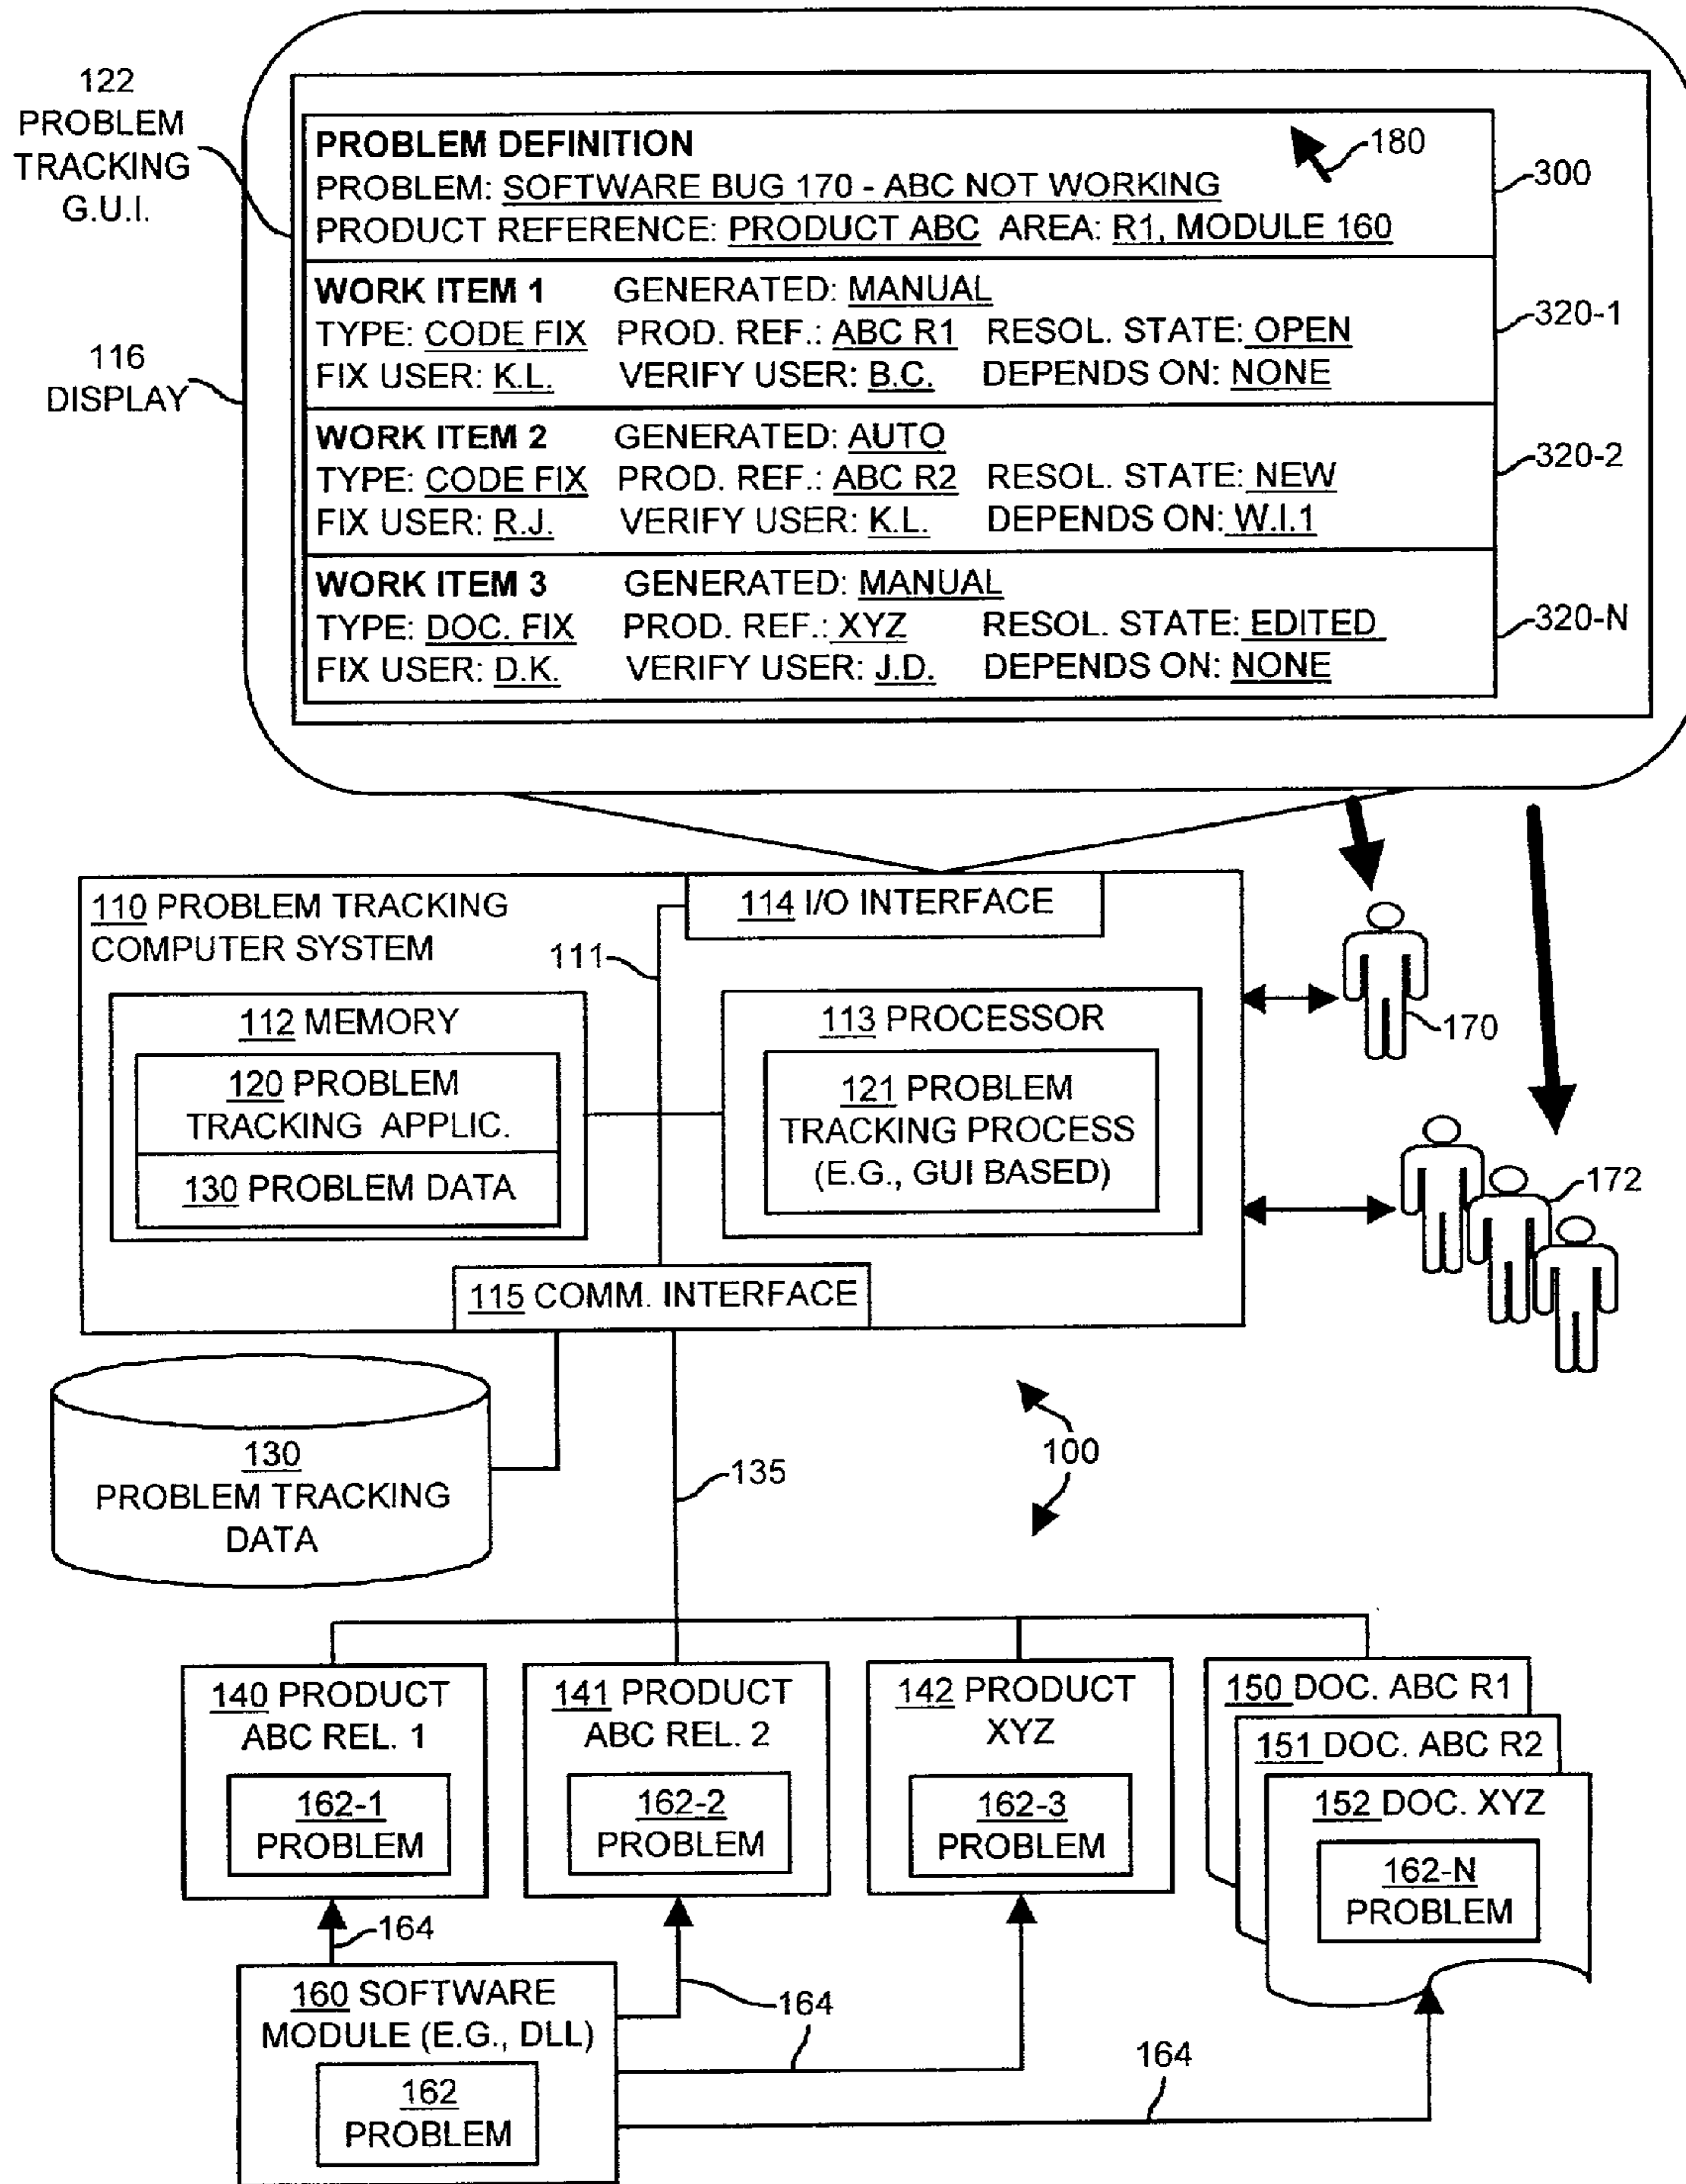 122
PROBLEM
TRACKING
G.U.I.
116
DISPLAY
PROBLEM DEFINITION
PROBLEM: SOFTWARE BUG 170 - ABC NOT WORKING
PRODUCT REFERENCE: PRODUCT ABC AREA: R1, MODULE 160
180
300
WORK ITEM 1 GENERATED: MANUAL
TYPE: CODE FIX PROD. REF.: ABC R1 RESOL. STATE: OPEN
FIX USER: K.L. VERIFY USER: B.C. DEPENDS ON: NONE
320-1
WORK ITEM 2 GENERATED: AUTO
TYPE: CODE FIX PROD. REF.: ABC R2 RESOL. STATE: NEW
FIX USER: R.J. VERIFY USER: K.L. DEPENDS ON: W.I.1
320-2
WORK ITEM 3 GENERATED: MANUAL
TYPE: DOC. FIX PROD. REF.: XYZ RESOL. STATE: EDITED
FIX USER: D.K. VERIFY USER: J.D. DEPENDS ON: NONE
320-N
110 PROBLEM TRACKING
COMPUTER SYSTEM
111
114 I/O INTERFACE
112 MEMORY
120 PROBLEM
TRACKING APPLIC.
130 PROBLEM DATA
113 PROCESSOR
121 PROBLEM
TRACKING PROCESS
(E.G., GUI BASED)
115 COMM. INTERFACE
170
172
130
PROBLEM TRACKING
DATA
135
100
140 PRODUCT
ABC REL. 1
162-1
PROBLEM
141 PRODUCT
ABC REL. 2
162-2
PROBLEM
142 PRODUCT
XYZ
162-3
PROBLEM
150 DOC. ABC R1
151 DOC. ABC R2
152 DOC. XYZ
162-N
PROBLEM
164
160 SOFTWARE
MODULE (E.G., DLL)
162
PROBLEM
164
164
164